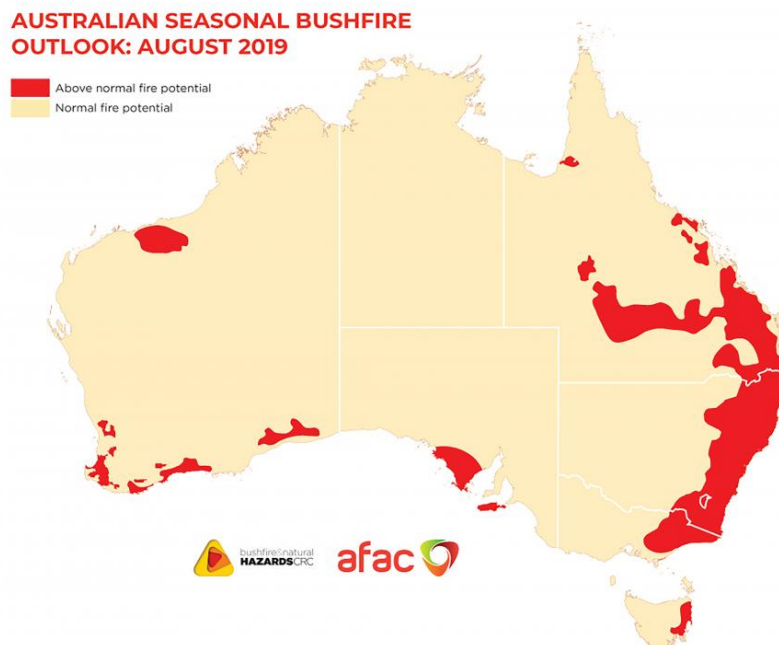 AUSTRALIAN SEASONAL BUSHFIRE
OUTLOOK: AUGUST 2019
Above normal fire potential
Normal fire potential
bushfire&natural
HAZARDSCRC
afac